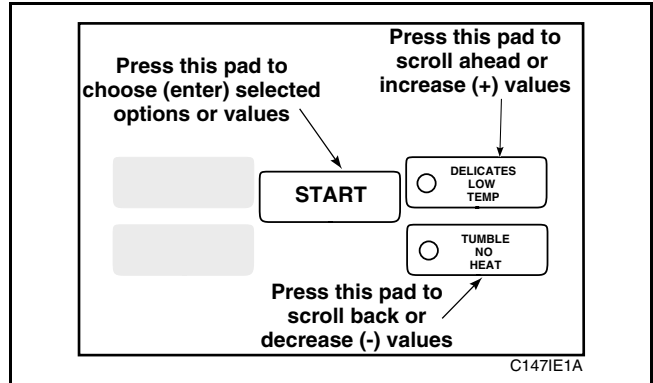 Press this pad to
choose (enter) selected
options or values
Press this pad to
scroll ahead or
increase (+) values
START
DELICATES
LOW
TEMP
TUMBLE
NO
HEAT
Press this pad to
scroll back or
decrease (-) values
C147IE1A